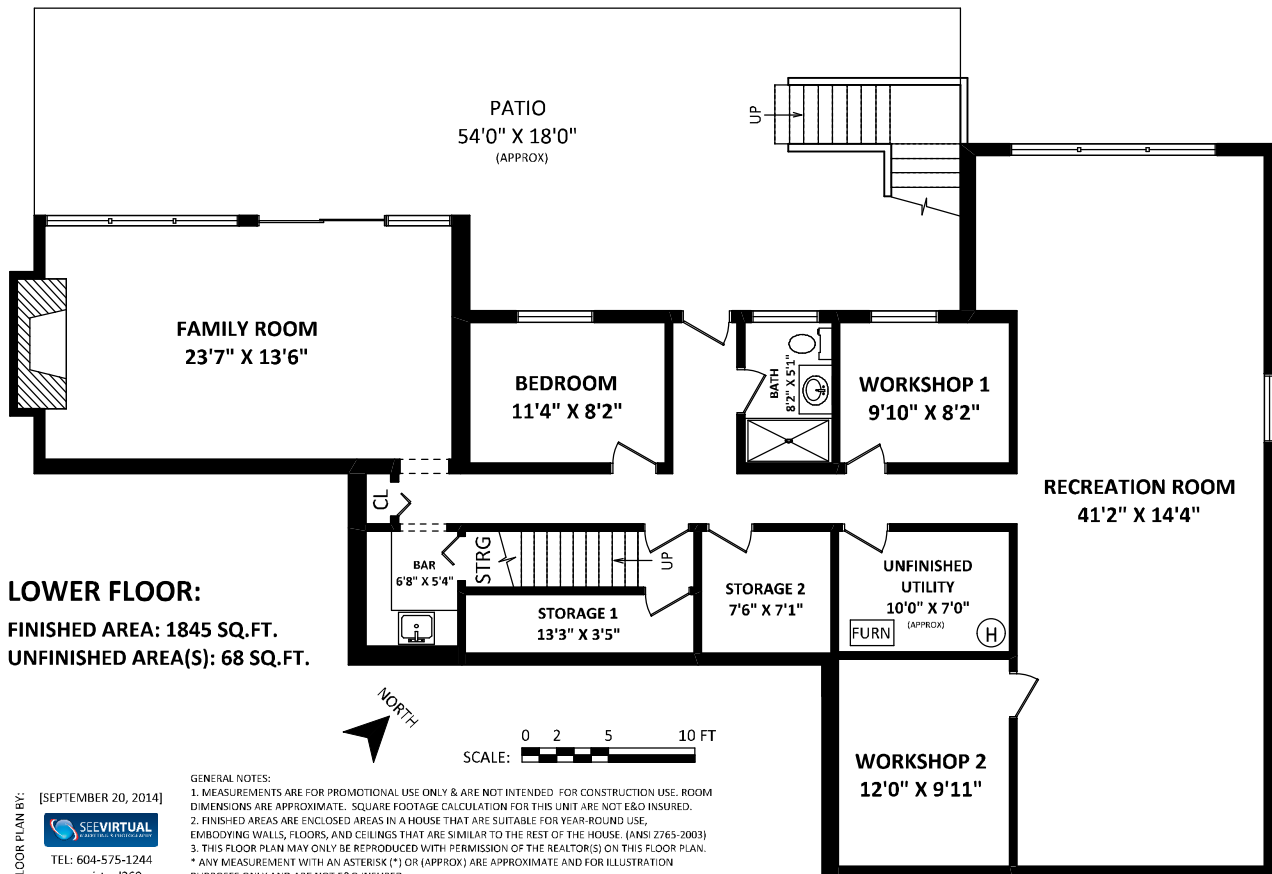 PATIO
54'0" X 18'0"
(APPROX)
UP
FAMILY ROOM
23'7" X 13'6"
BEDROOM
11'4" X 8'2"
BATH
8'2" X 5'1"
WORKSHOP 1
9'10" X 8'2"
RECREATION ROOM
41'2" X 14'4"
CL
BAR
6'8" X 5'4"
STRG
UP
STORAGE 1
13'3" X 3'5"
STORAGE 2
7'6" X 7'1"
UNFINISHED
UTILITY
10'0" X 7'0"
(APPROX)
FURN
H
WORKSHOP 2
12'0" X 9'11"
LOWER FLOOR:
FINISHED AREA: 1845 SQ.FT.
UNFINISHED AREA(S): 68 SQ.FT.
NORTH
0 2 5 10 FT
SCALE:
LOOR PLAN BY:
[SEPTEMBER 20, 2014]
SEEVIRTUAL
TEL: 604-575-1244
GENERAL NOTES:
1. MEASUREMENTS ARE FOR PROMOTIONAL USE ONLY & ARE NOT INTENDED FOR CONSTRUCTION USE. ROOM
DIMENSIONS ARE APPROXIMATE. SQUARE FOOTAGE CALCULATION FOR THIS UNIT ARE NOT E&O INSURED.
2. FINISHED AREAS ARE ENCLOSED AREAS IN A HOUSE THAT ARE SUITABLE FOR YEAR-ROUND USE,
EMBODYING WALLS, FLOORS, AND CEILINGS THAT ARE SIMILAR TO THE REST OF THE HOUSE. (ANSI Z765-2003)
3. THIS FLOOR PLAN MAY ONLY BE REPRODUCED WITH PERMISSION OF THE REALTOR(S) ON THIS FLOOR PLAN.
* ANY MEASUREMENT WITH AN ASTERISK (*) OR (APPROX) ARE APPROXIMATE AND FOR ILLUSTRATION
PURPOSES ONLY AND ARE NOT E&O INSURED